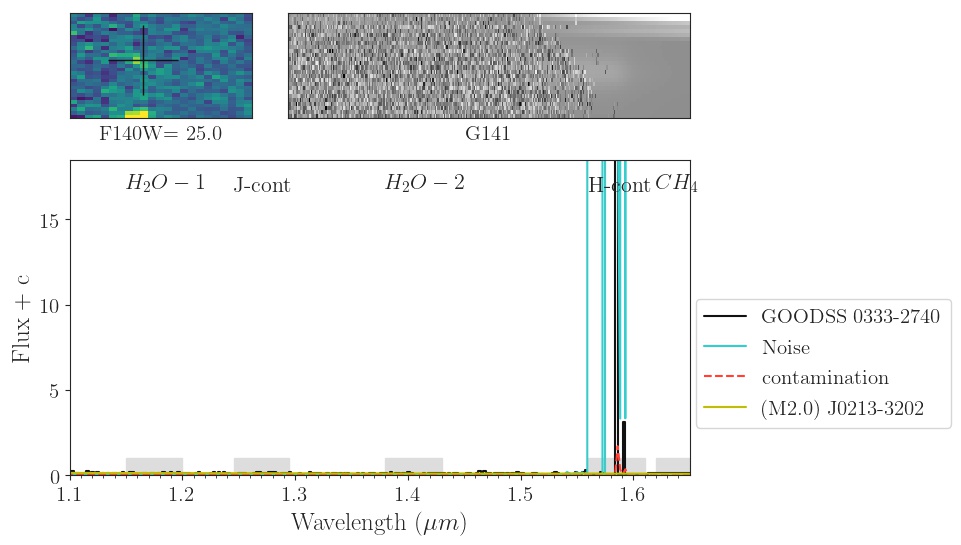 F140W= 25.0
G141
H₂O − 1
J-cont
H₂O − 2
H-cont
CH₄
15
10
5
0
Flux + c
1.1
1.2
1.3
1.4
1.5
1.6
Wavelength (μm)
GOODSS 0333-2740
Noise
contamination
(M2.0) J0213-3202